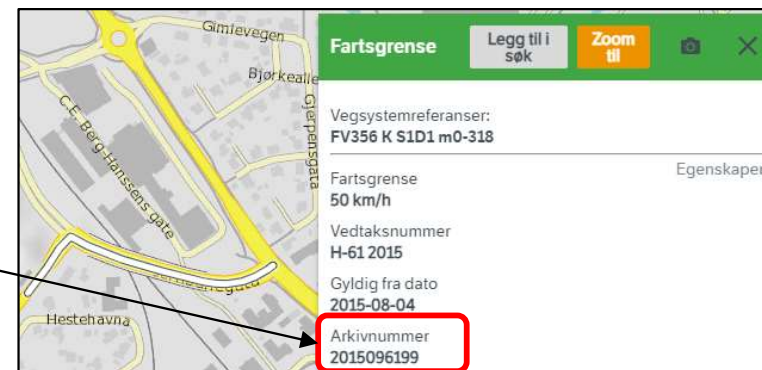 Gimlevegen
Bjørkealle
Gjerpensgata
C.E. Berg-Hanssens gate
Hestehavna
Fartsgrense
Legg til i
søk
Zoom
til
Vegsystemreferanser:
FV356 K S1D1 m0-318
Egenskaper
Fartsgrense
50 km/h
Vedtaksnummer
H-61 2015
Gyldig fra dato
2015-08-04
Arkivnummer
2015096199